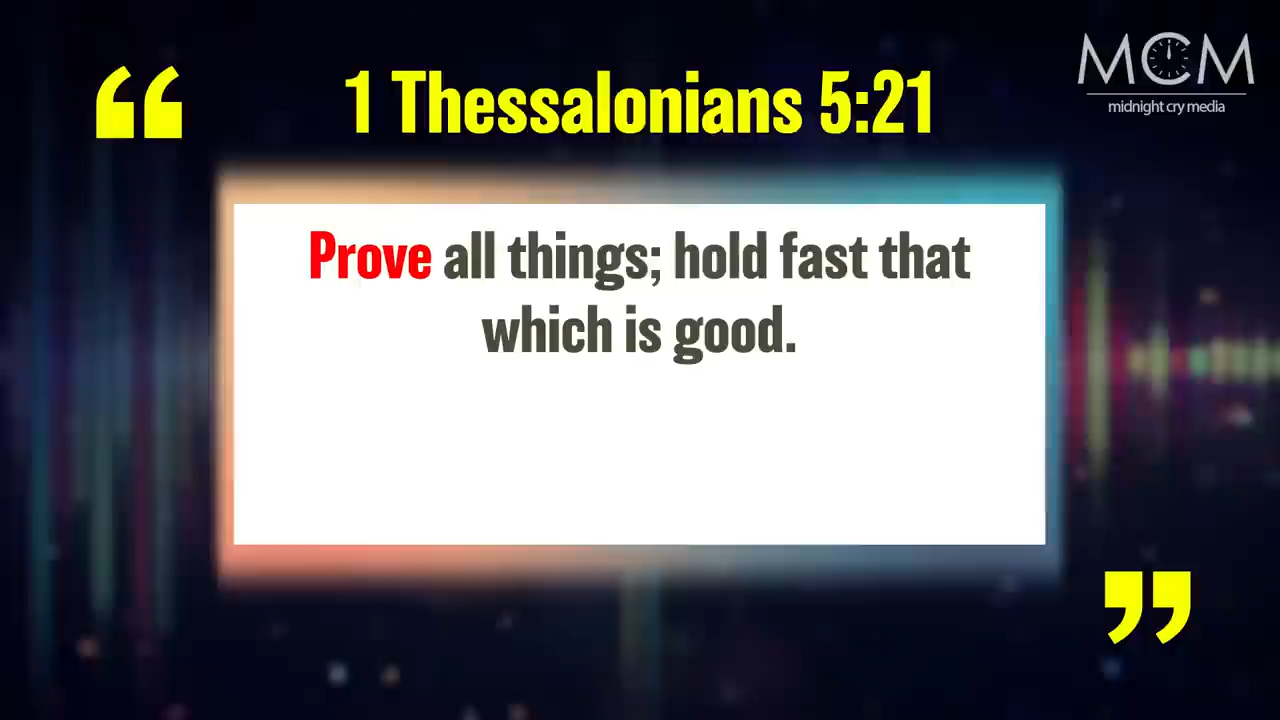 “
1 Thessalonians 5:21
MCM
midnight cry media
Prove all things; hold fast that
which is good.
”